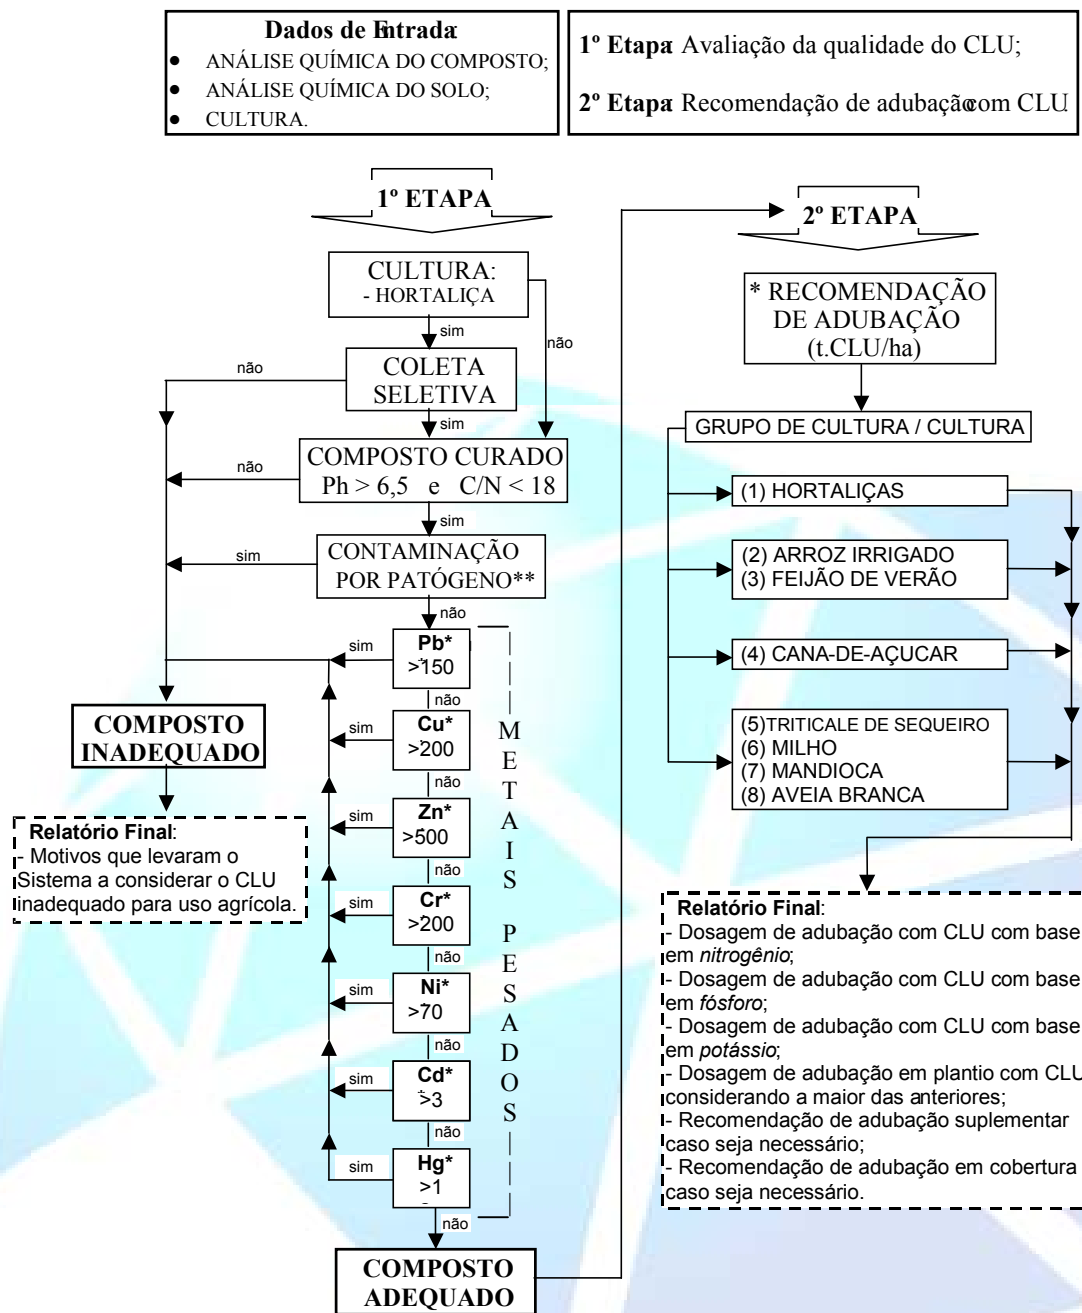 Dados de Entrada:
• ANÁLISE QUÍMICA DO COMPOSTO;
• ANÁLISE QUÍMICA DO SOLO;
• CULTURA.
1º Etapa: Avaliação da qualidade do CLU;
2º Etapa: Recomendação de adubação com CLU
1º ETAPA
CULTURA:
- HORTALIÇA
sim
não
COLETA
SELETIVA
não
sim
COMPOSTO CURADO
Ph > 6,5 e C/N < 18
não
sim
CONTAMINAÇÃO
POR PATÓGENO**
sim
não
Pb*
>150
sim
não
Cu*
>200
sim
não
Zn*
>500
sim
não
Cr*
>200
sim
não
Ni*
>70
sim
não
Cd*
>3
sim
não
Hg*
>1
sim
não
METAIS PESADOS
COMPOSTO
ADEQUADO
COMPOSTO
INADEQUADO
Relatório Final:
- Motivos que levaram o
Sistema a considerar o CLU
inadequado para uso agrícola.
2º ETAPA
* RECOMENDAÇÃO
DE ADUBAÇÃO
(t.CLU/ha)
GRUPO DE CULTURA / CULTURA
(1) HORTALIÇAS
(2) ARROZ IRRIGADO
(3) FEIJÃO DE VERÃO
(4) CANA-DE-AÇUCAR
(5)TRITICALE DE SEQUEIRO
(6) MILHO
(7) MANDIOCA
(8) AVEIA BRANCA
Relatório Final:
- Dosagem de adubação com CLU com base
em nitrogênio;
- Dosagem de adubação com CLU com base
em fósforo;
- Dosagem de adubação com CLU com base
em potássio;
- Dosagem de adubação em plantio com CLU
considerando a maior das anteriores;
- Recomendação de adubação suplementar
caso seja necessário;
- Recomendação de adubação em cobertura
caso seja necessário.